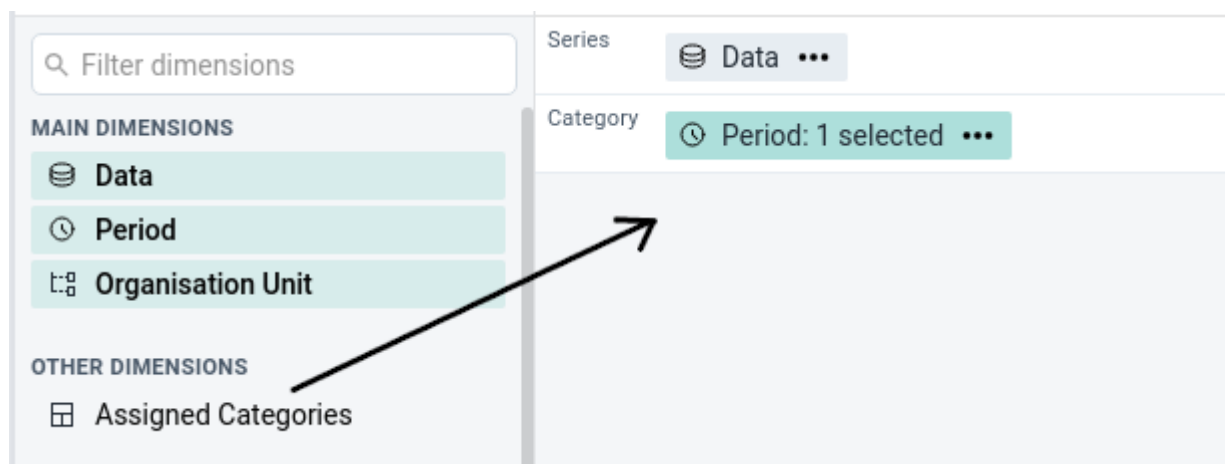 Filter dimensions
MAIN DIMENSIONS
Data
Period
Organisation Unit
OTHER DIMENSIONS
Assigned Categories
Series
Data •••
Category
Period: 1 selected •••